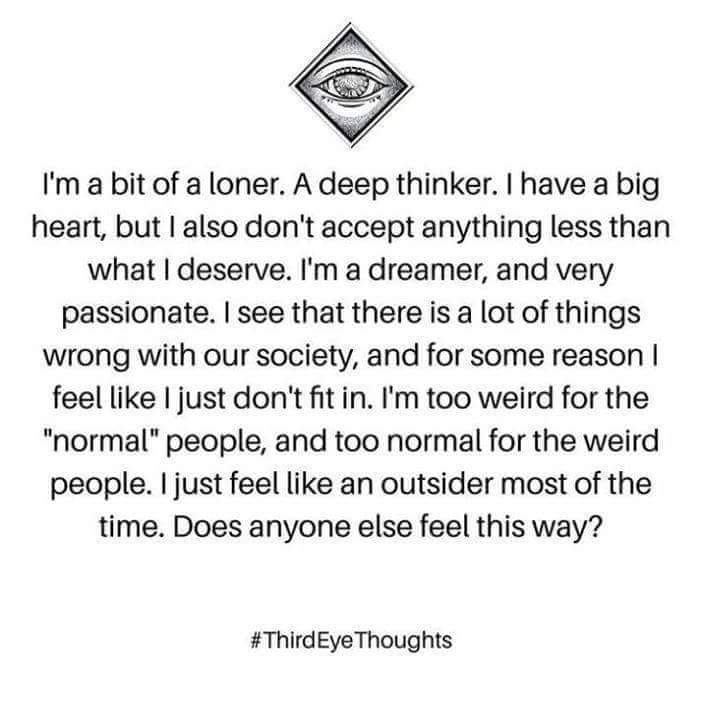 I'm a bit of a loner. A deep thinker. I have a big
heart, but I also don't accept anything less than
what I deserve. I'm a dreamer, and very
passionate. I see that there is a lot of things
wrong with our society, and for some reason I
feel like I just don't fit in. I'm too weird for the
"normal" people, and too normal for the weird
people. I just feel like an outsider most of the
time. Does anyone else feel this way?
#ThirdEyeThoughts